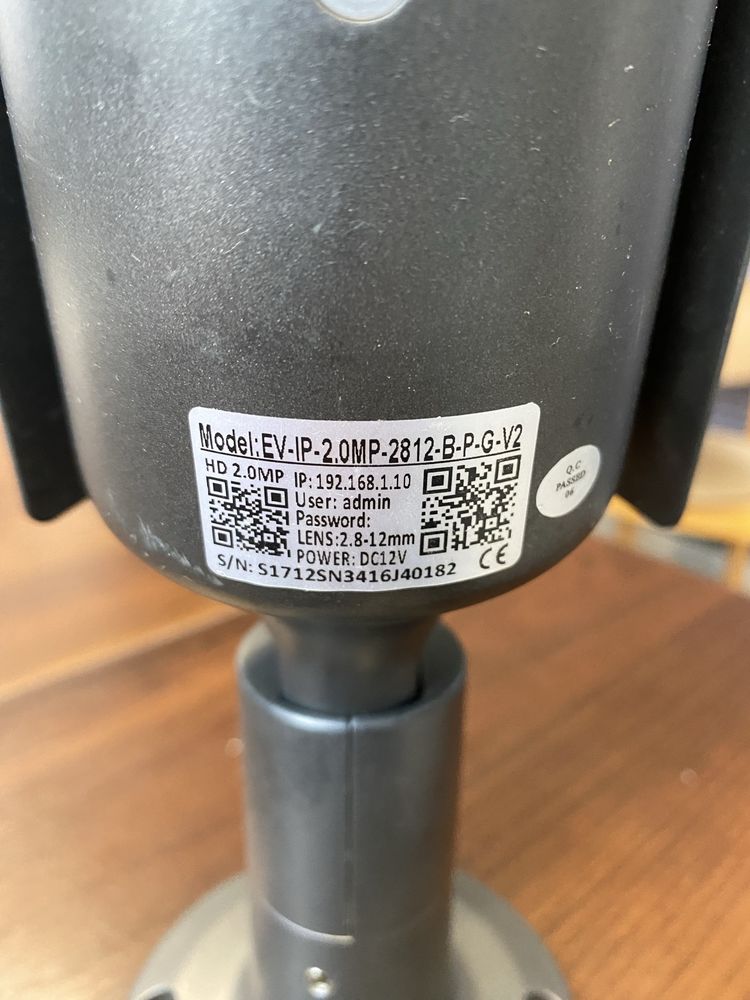 Model:EV-IP-2.0MP-2812-B-P-G-V2
HD 2.0MP IP:192.168.1.10
User: admin
Password:
LENS:2.8-12mm
POWER: DC12V
S/N: S1712SN3416J40182
CE
Q.C
PASSED
06